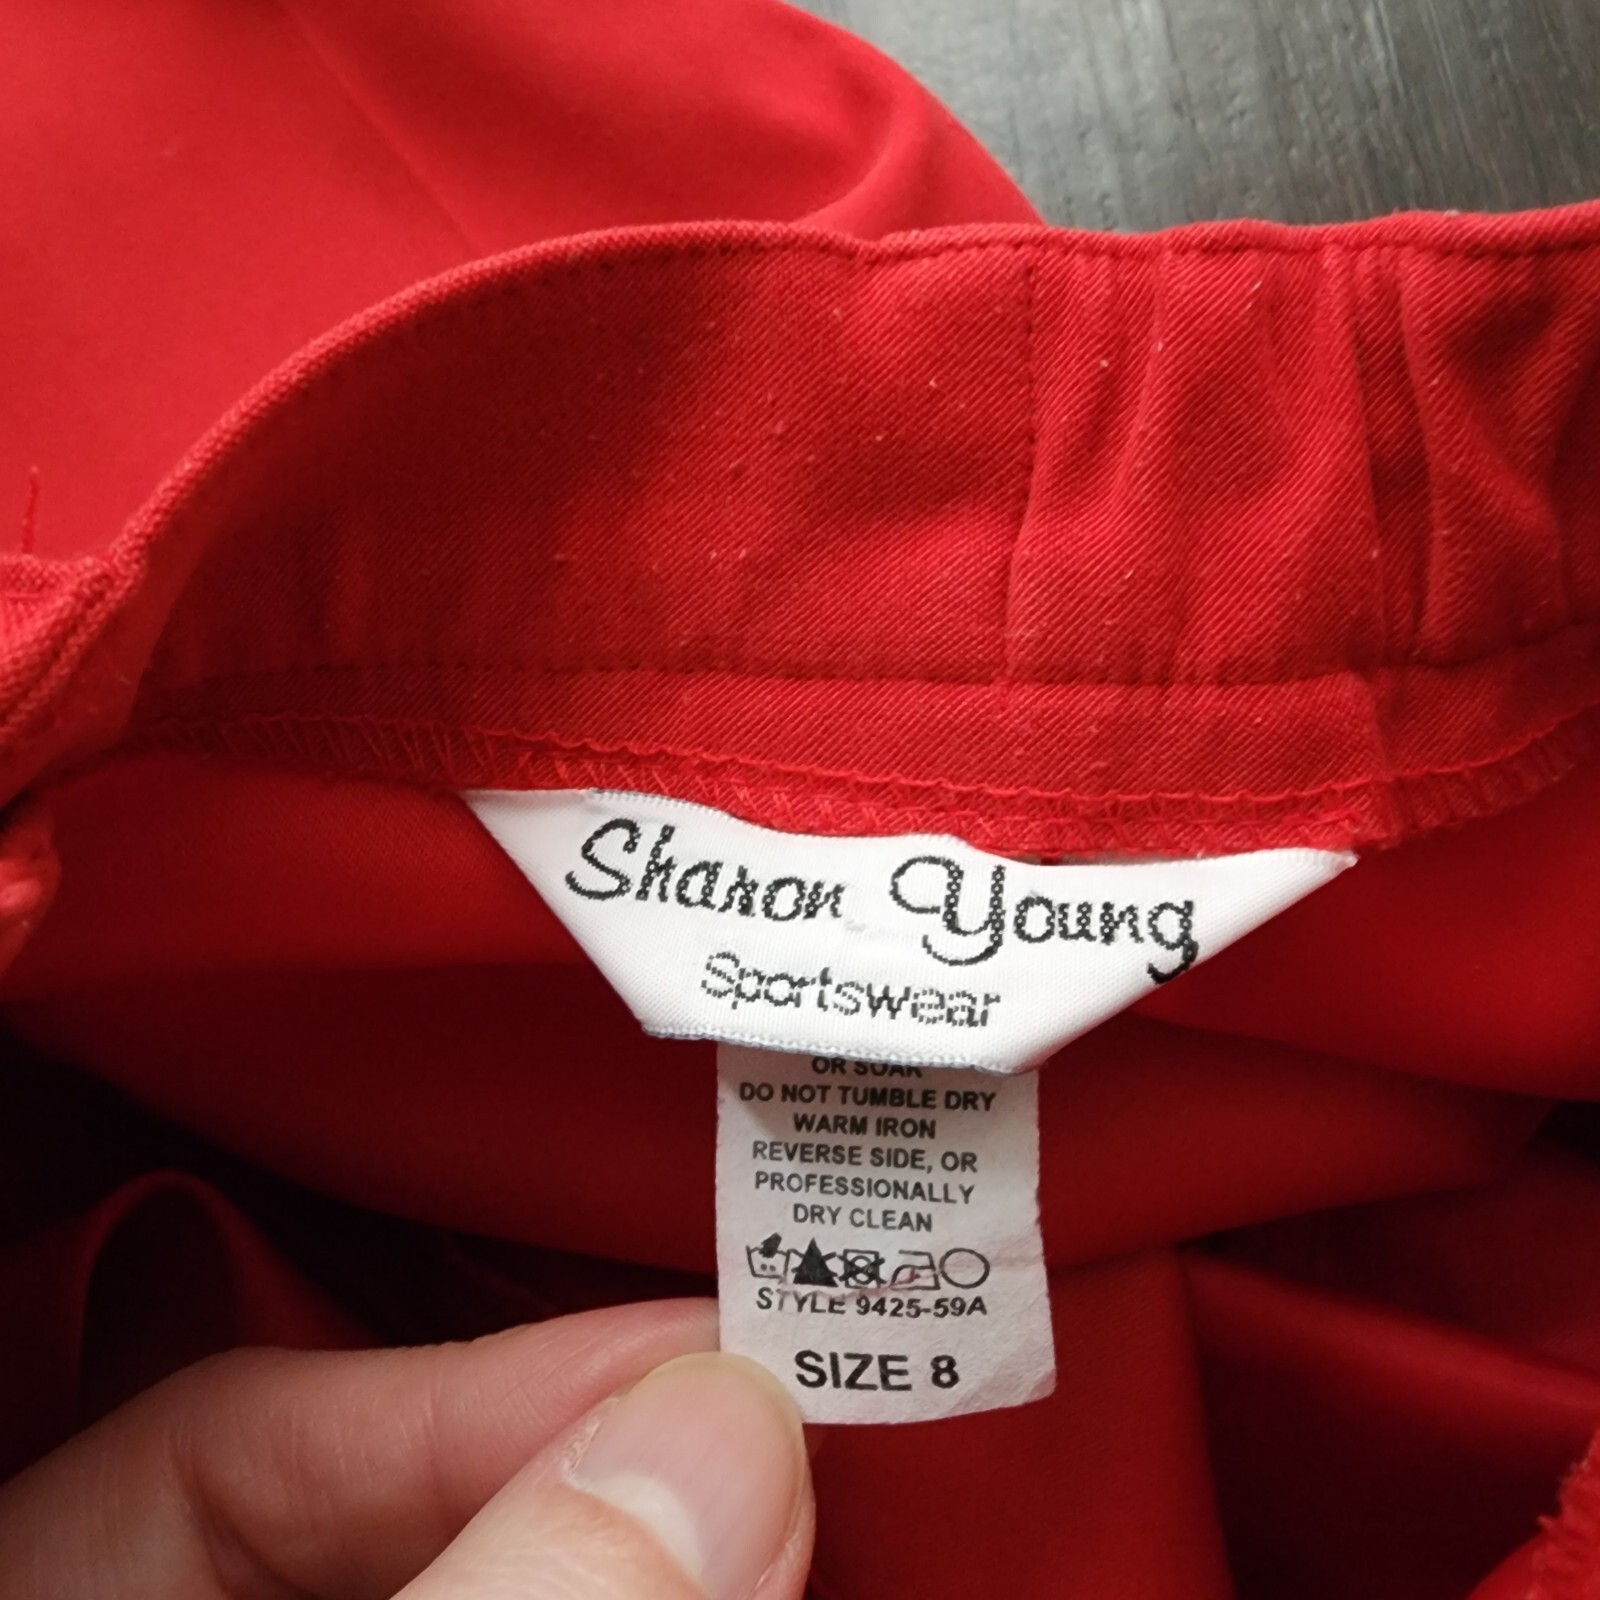 Sharon Young
Sportswear
OR SOAK
DO NOT TUMBLE DRY
WARM IRON
REVERSE SIDE, OR
PROFESSIONALLY
DRY CLEAN
STYLE 9425-59A
SIZE 8